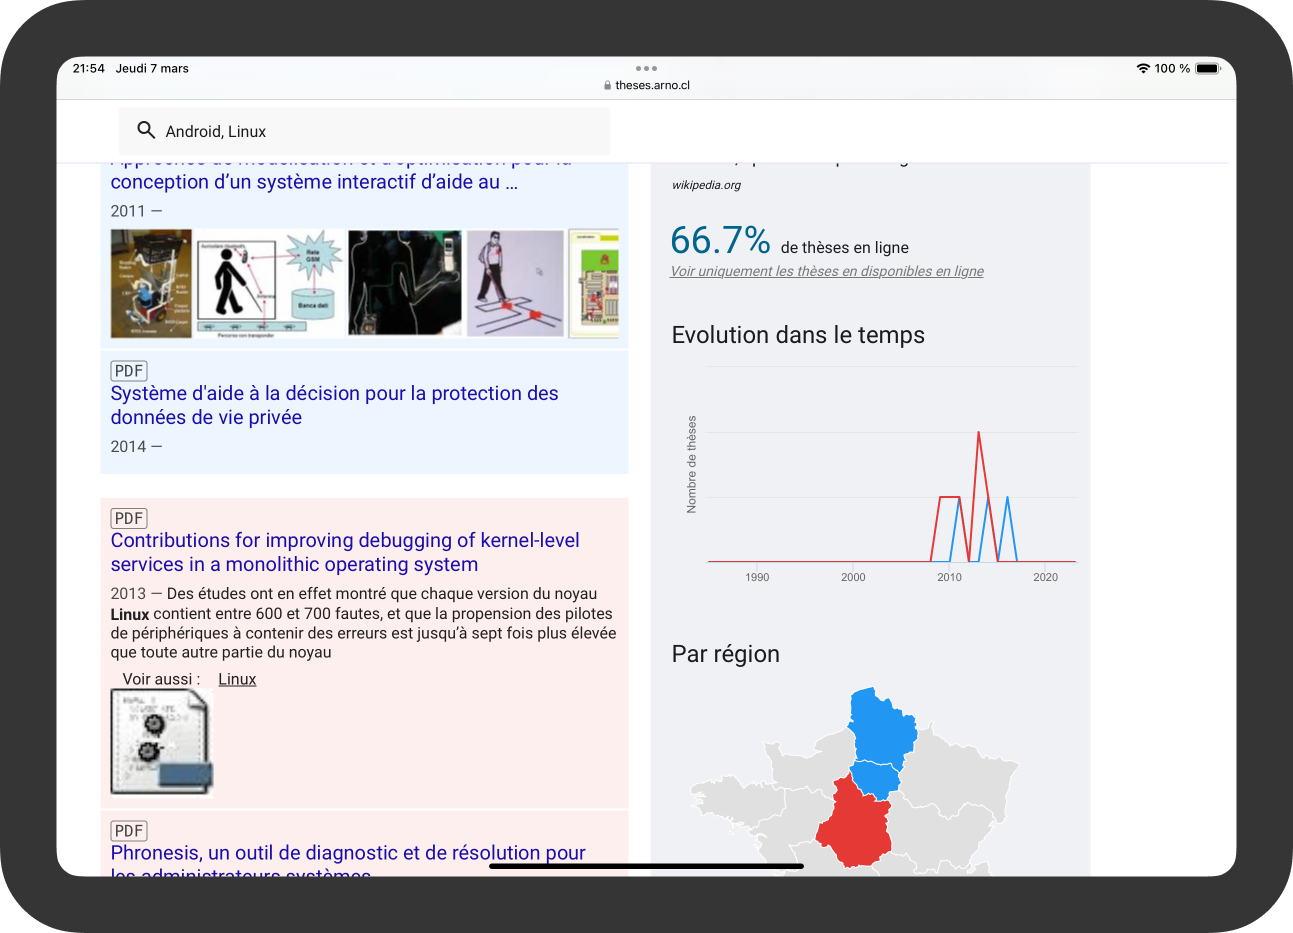 21:54 Jeudi 7 mars
100 %
theses.arno.cl
Android, Linux
conception d’un système interactif d’aide au ...
2011 —
Rete
GSM
Banca dati
PDF
Système d'aide à la décision pour la protection des
données de vie privée
2014 —
PDF
Contributions for improving debugging of kernel-level
services in a monolithic operating system
2013 — Des études ont en effet montré que chaque version du noyau
Linux contient entre 600 et 700 fautes, et que la propension des pilotes
de périphériques à contenir des erreurs est jusqu’à sept fois plus élevée
que toute autre partie du noyau
Voir aussi : Linux
PDF
Phronesis, un outil de diagnostic et de résolution pour
les administrateurs systèmes
wikipedia.org
66.7% de thèses en ligne
Voir uniquement les thèses en disponibles en ligne
Evolution dans le temps
Nombre de thèses
1990 2000 2010 2020
Par région